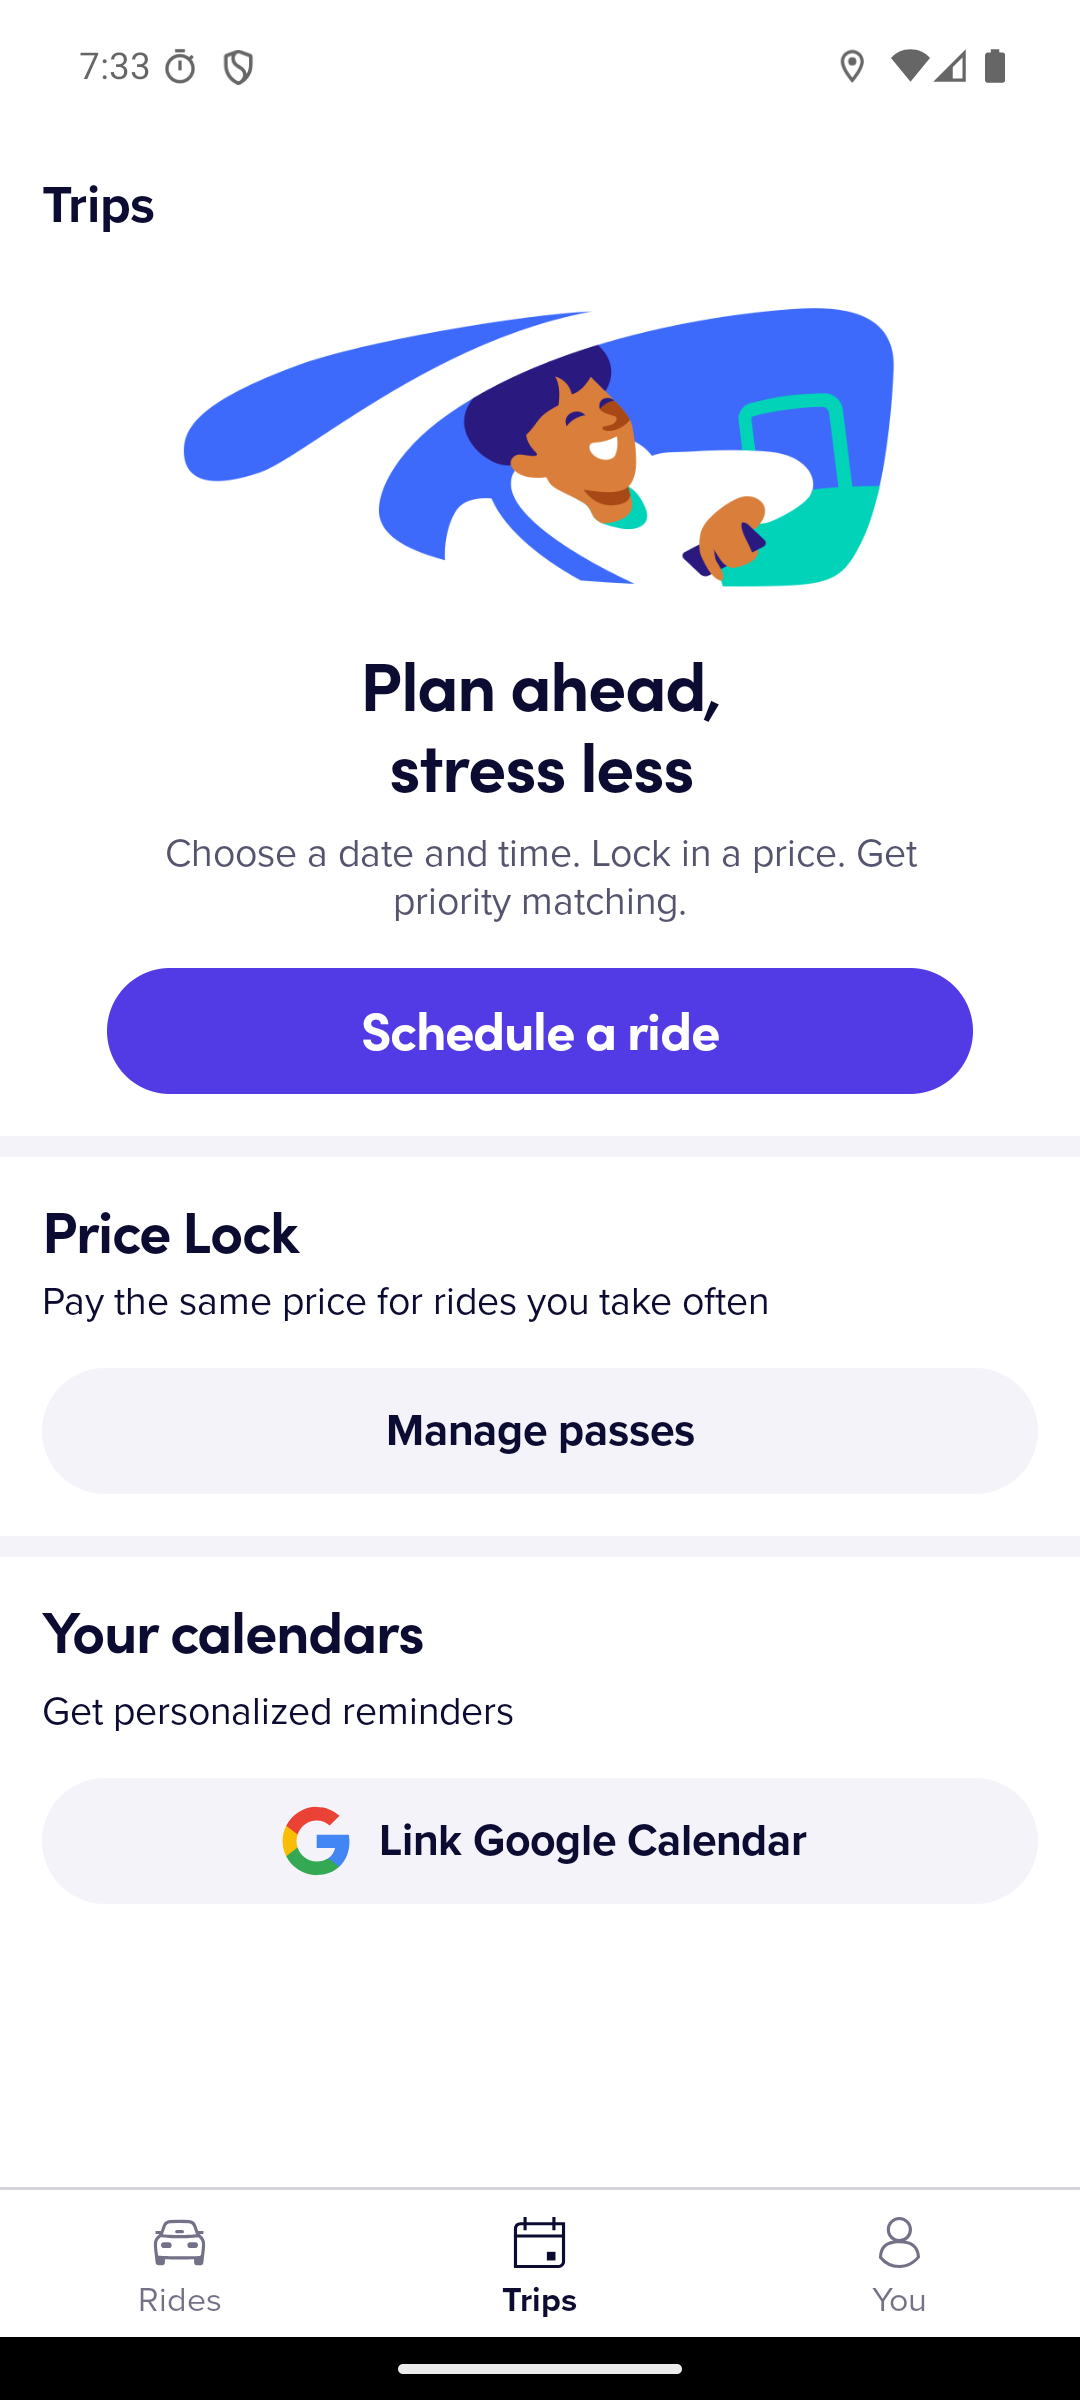 7:33
Trips
Plan ahead,
stress less
Choose a date and time. Lock in a price. Get
priority matching.
Schedule a ride
Price Lock
Pay the same price for rides you take often
Manage passes
Your calendars
Get personalized reminders
Link Google Calendar
Rides
Trips
You